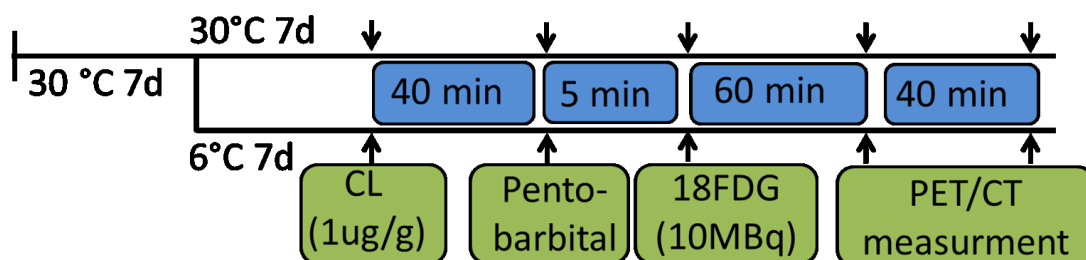 30°C 7d
30 °C 7d
40 min
5 min
60 min
40 min
6°C 7d
CL
(1ug/g)
Pento-
barbital
18FDG
(10MBq)
PET/CT
measurment